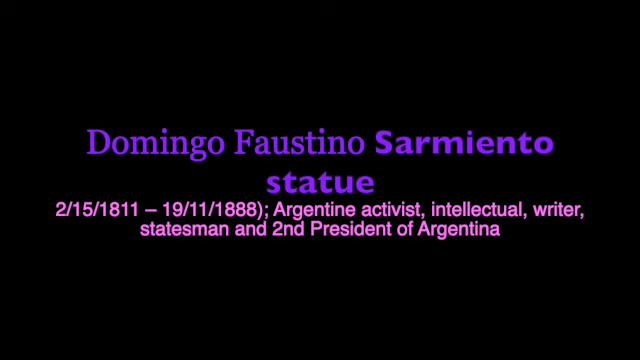 Domingo Faustino Sarmiento
statue
2/15/1811 – 19/11/1888); Argentine activist, intellectual, writer,
statesman and 2nd President of Argentina